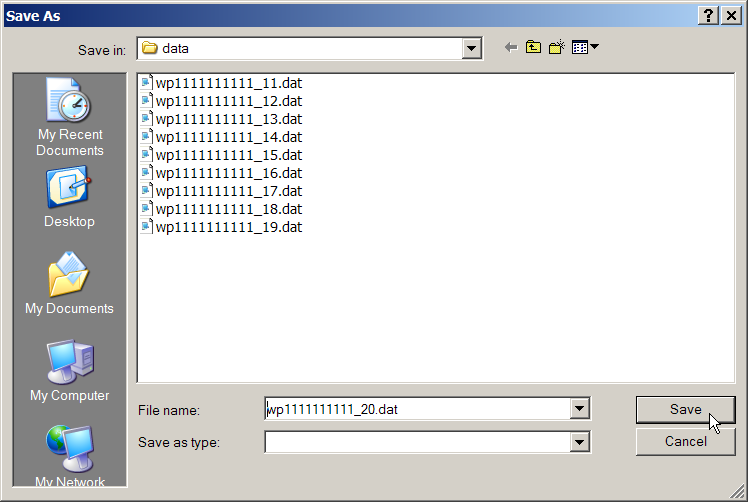 Save As
Save in:
data
wp1111111111_11.dat
wp1111111111_12.dat
wp1111111111_13.dat
wp1111111111_14.dat
wp1111111111_15.dat
wp1111111111_16.dat
wp1111111111_17.dat
wp1111111111_18.dat
wp1111111111_19.dat
My Recent
Documents
Desktop
My Documents
My Computer
My Network
File name:
wp1111111111_20.dat
Save
Save as type:
Cancel